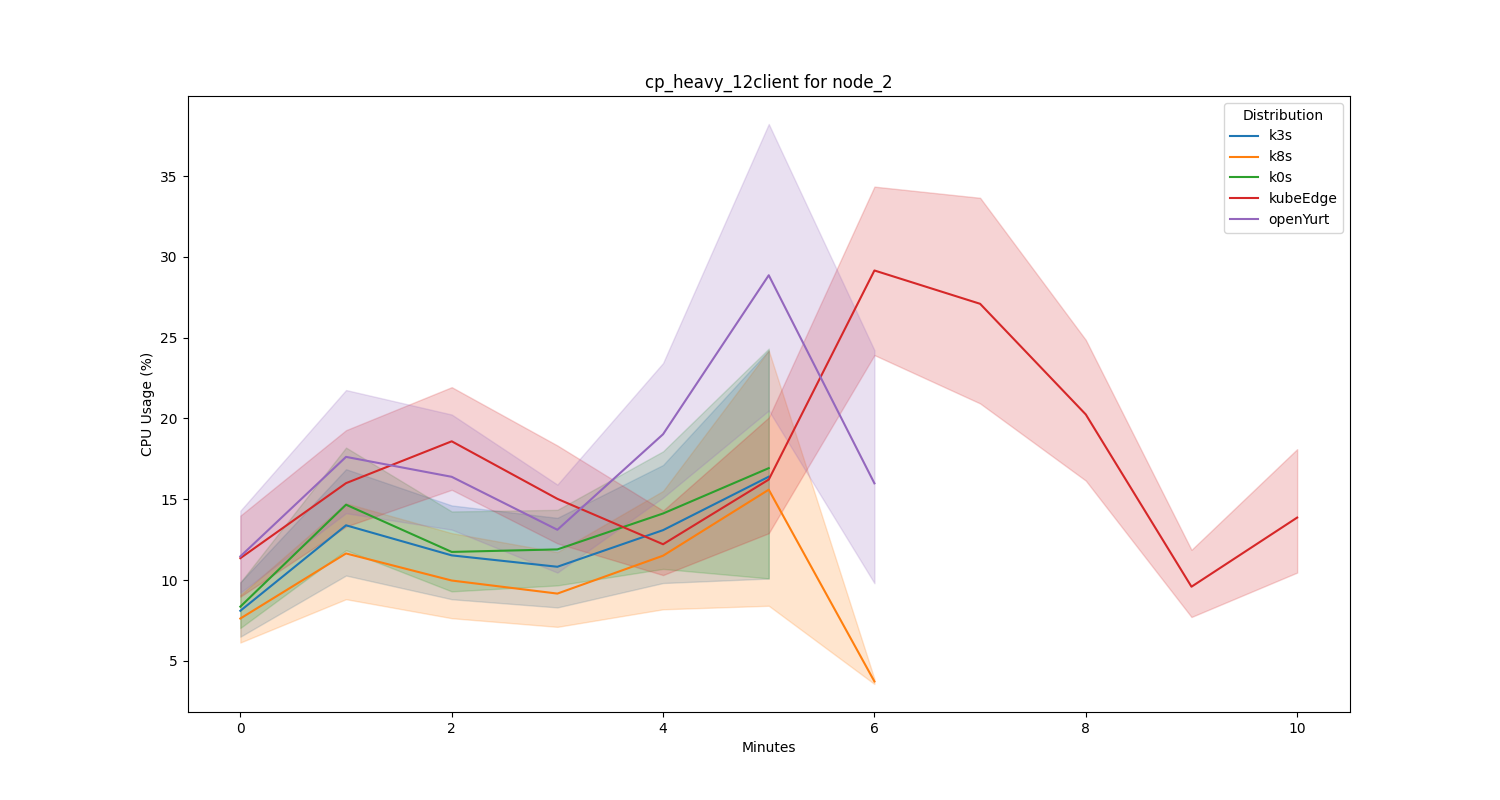 cp_heavy_12client for node_2
Distribution
k3s
k8s
k0s
kubeEdge
openYurt
CPU Usage (%)
35
30
25
20
15
10
5
0 2 4 6 8 10
Minutes